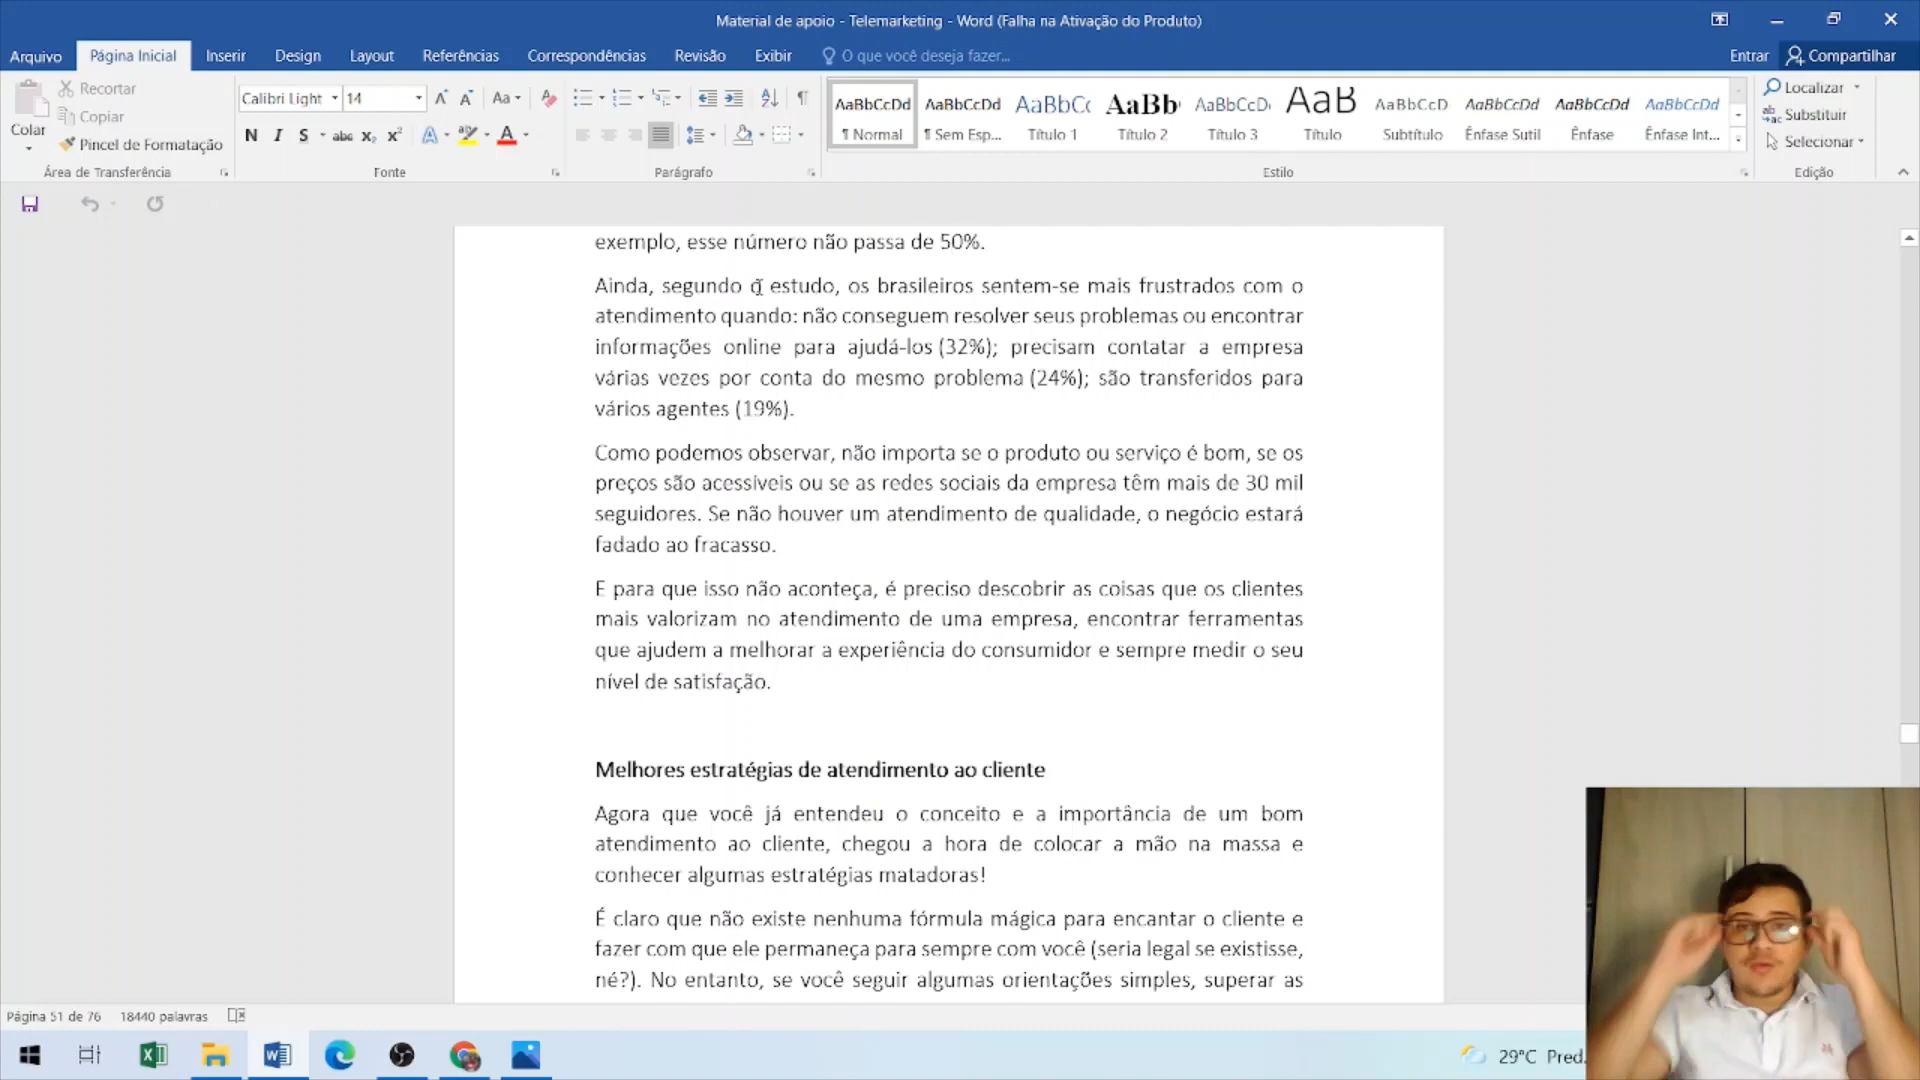 Material de apoio - Telemarketing - Word (Falha na Ativação do Produto)
Arquivo Página Inicial Inserir Design Layout Referências Correspondências Revisão Exibir O que você deseja fazer... Entrar Compartilhar
Colar
Recortar
Copiar
Pincel de Formatação
Área de Transferência
Calibri Light 14
N I S abc x₂ x²
Fonte
Parágrafo
AaBbCcDd AaBbCcDd AaBbCc AaBb AaBbCcD AaB AaBbCcD AaBbCcDd AaBbCcDd AaBbCcDd
¶ Normal ¶ Sem Esp... Título 1 Título 2 Título 3 Título Subtítulo Ênfase Sutil Ênfase Ênfase Int...
Estilo
Localizar
Substituir
Selecionar
Edição
exemplo, esse número não passa de 50%.
Ainda, segundo o estudo, os brasileiros sentem-se mais frustrados com o
atendimento quando: não conseguem resolver seus problemas ou encontrar
informações online para ajudá-los (32%); precisam contatar a empresa
várias vezes por conta do mesmo problema (24%); são transferidos para
vários agentes (19%).
Como podemos observar, não importa se o produto ou serviço é bom, se os
preços são acessíveis ou se as redes sociais da empresa têm mais de 30 mil
seguidores. Se não houver um atendimento de qualidade, o negócio estará
fadado ao fracasso.
E para que isso não aconteça, é preciso descobrir as coisas que os clientes
mais valorizam no atendimento de uma empresa, encontrar ferramentas
que ajudem a melhorar a experiência do consumidor e sempre medir o seu
nível de satisfação.
Melhores estratégias de atendimento ao cliente
Agora que você já entendeu o conceito e a importância de um bom
atendimento ao cliente, chegou a hora de colocar a mão na massa e
conhecer algumas estratégias matadoras!
É claro que não existe nenhuma fórmula mágica para encantar o cliente e
fazer com que ele permaneça para sempre com você (seria legal se existisse,
né?). No entanto, se você seguir algumas orientações simples, superar as
Página 51 de 76 18440 palavras
29°C Pred.